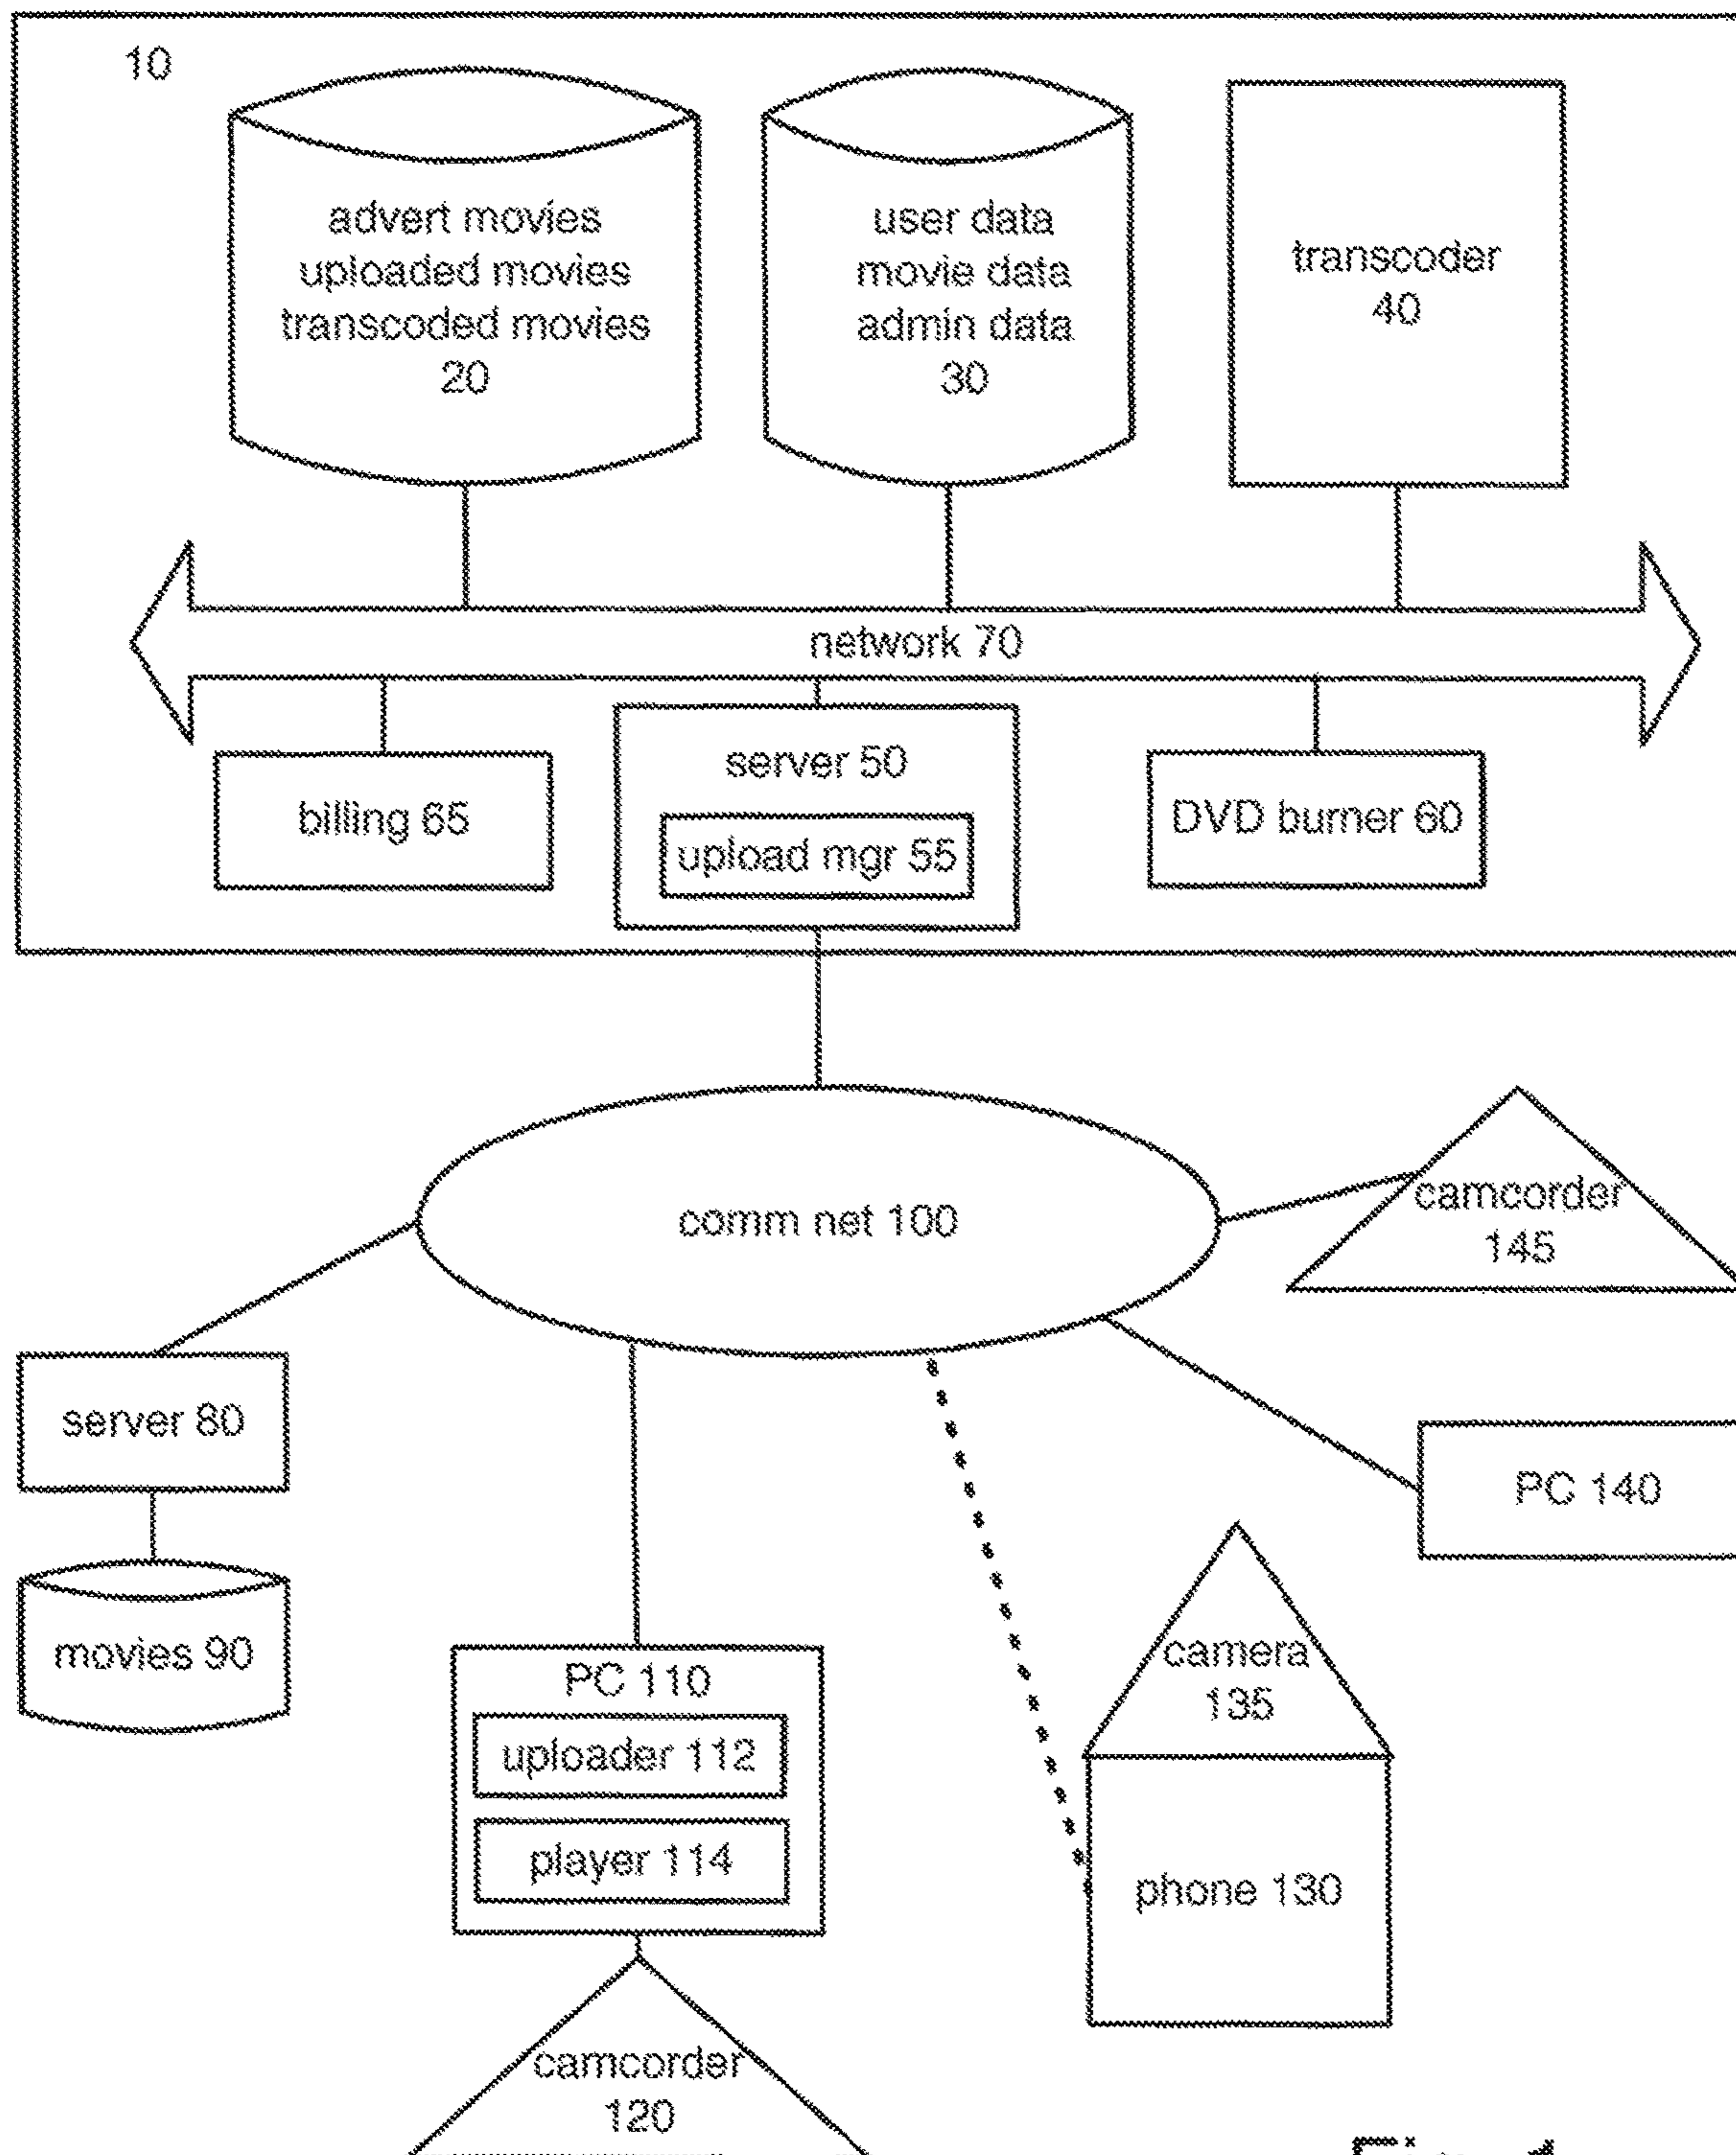 10
advert movies
uploaded movies
transcoded movies
20
user data
movie data
admin data
30
transcoder
40
network 70
billing 65
server 50
upload mgr 55
DVD burner 60
comm net 100
camcorder
145
server 80
PC 140
movies 90
camera
135
PC 110
uploader 112
player 114
phone 130
camcorder
120